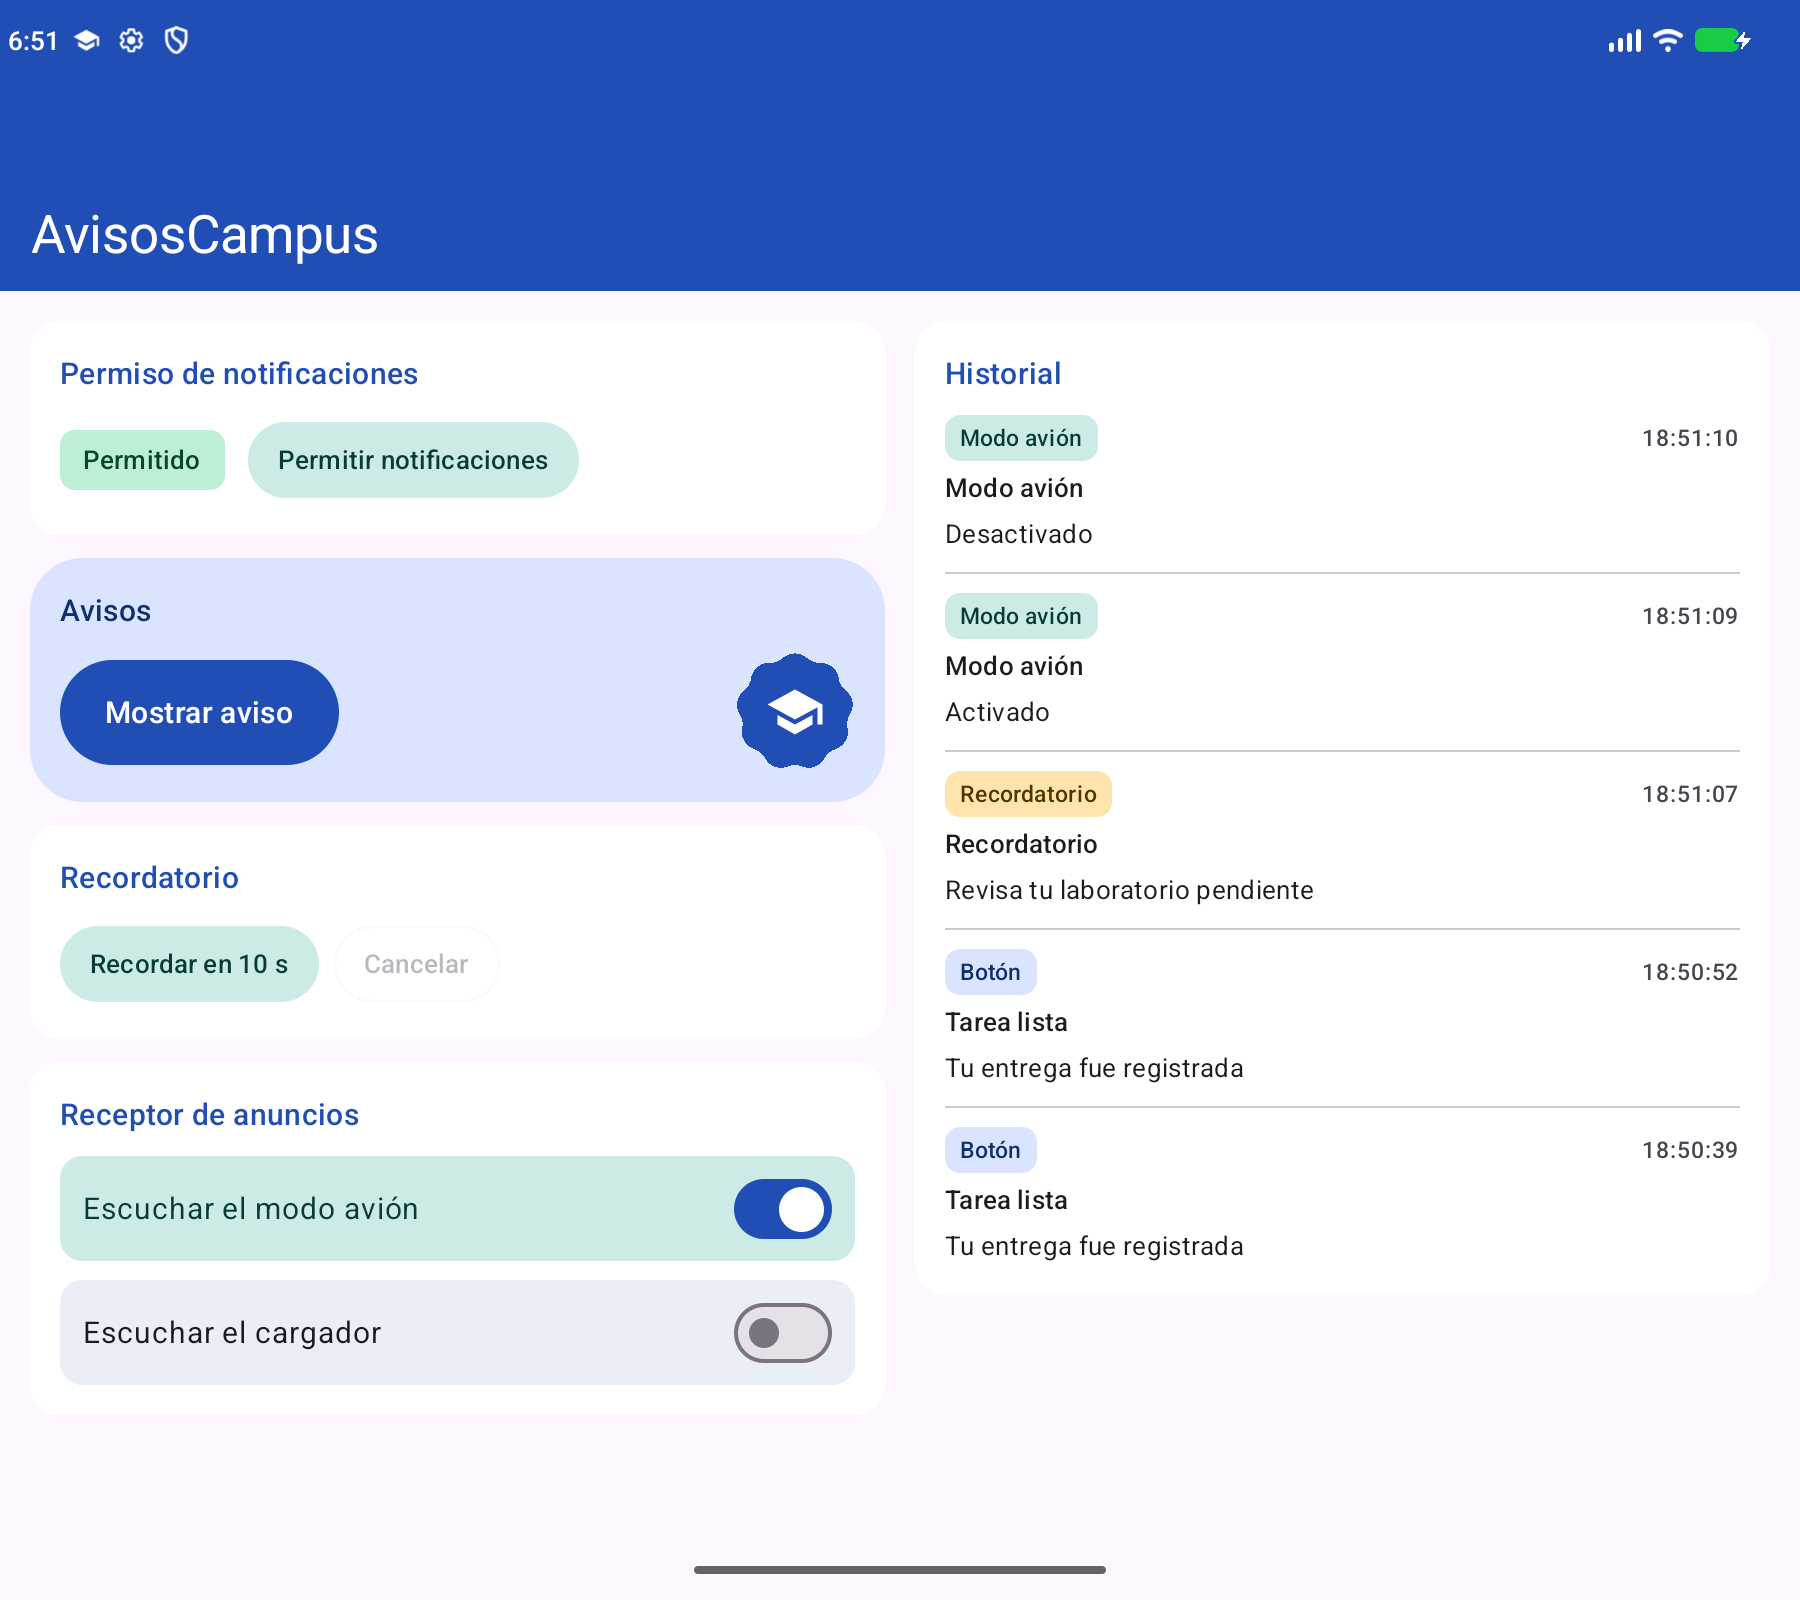 6:51
AvisosCampus
Permiso de notificaciones
Permitido
Permitir notificaciones
Avisos
Mostrar aviso
Recordatorio
Recordar en 10 s
Cancelar
Receptor de anuncios
Escuchar el modo avión
Escuchar el cargador
Historial
Modo avión 18:51:10
Modo avión
Desactivado
Modo avión 18:51:09
Modo avión
Activado
Recordatorio 18:51:07
Recordatorio
Revisa tu laboratorio pendiente
Botón 18:50:52
Tarea lista
Tu entrega fue registrada
Botón 18:50:39
Tarea lista
Tu entrega fue registrada